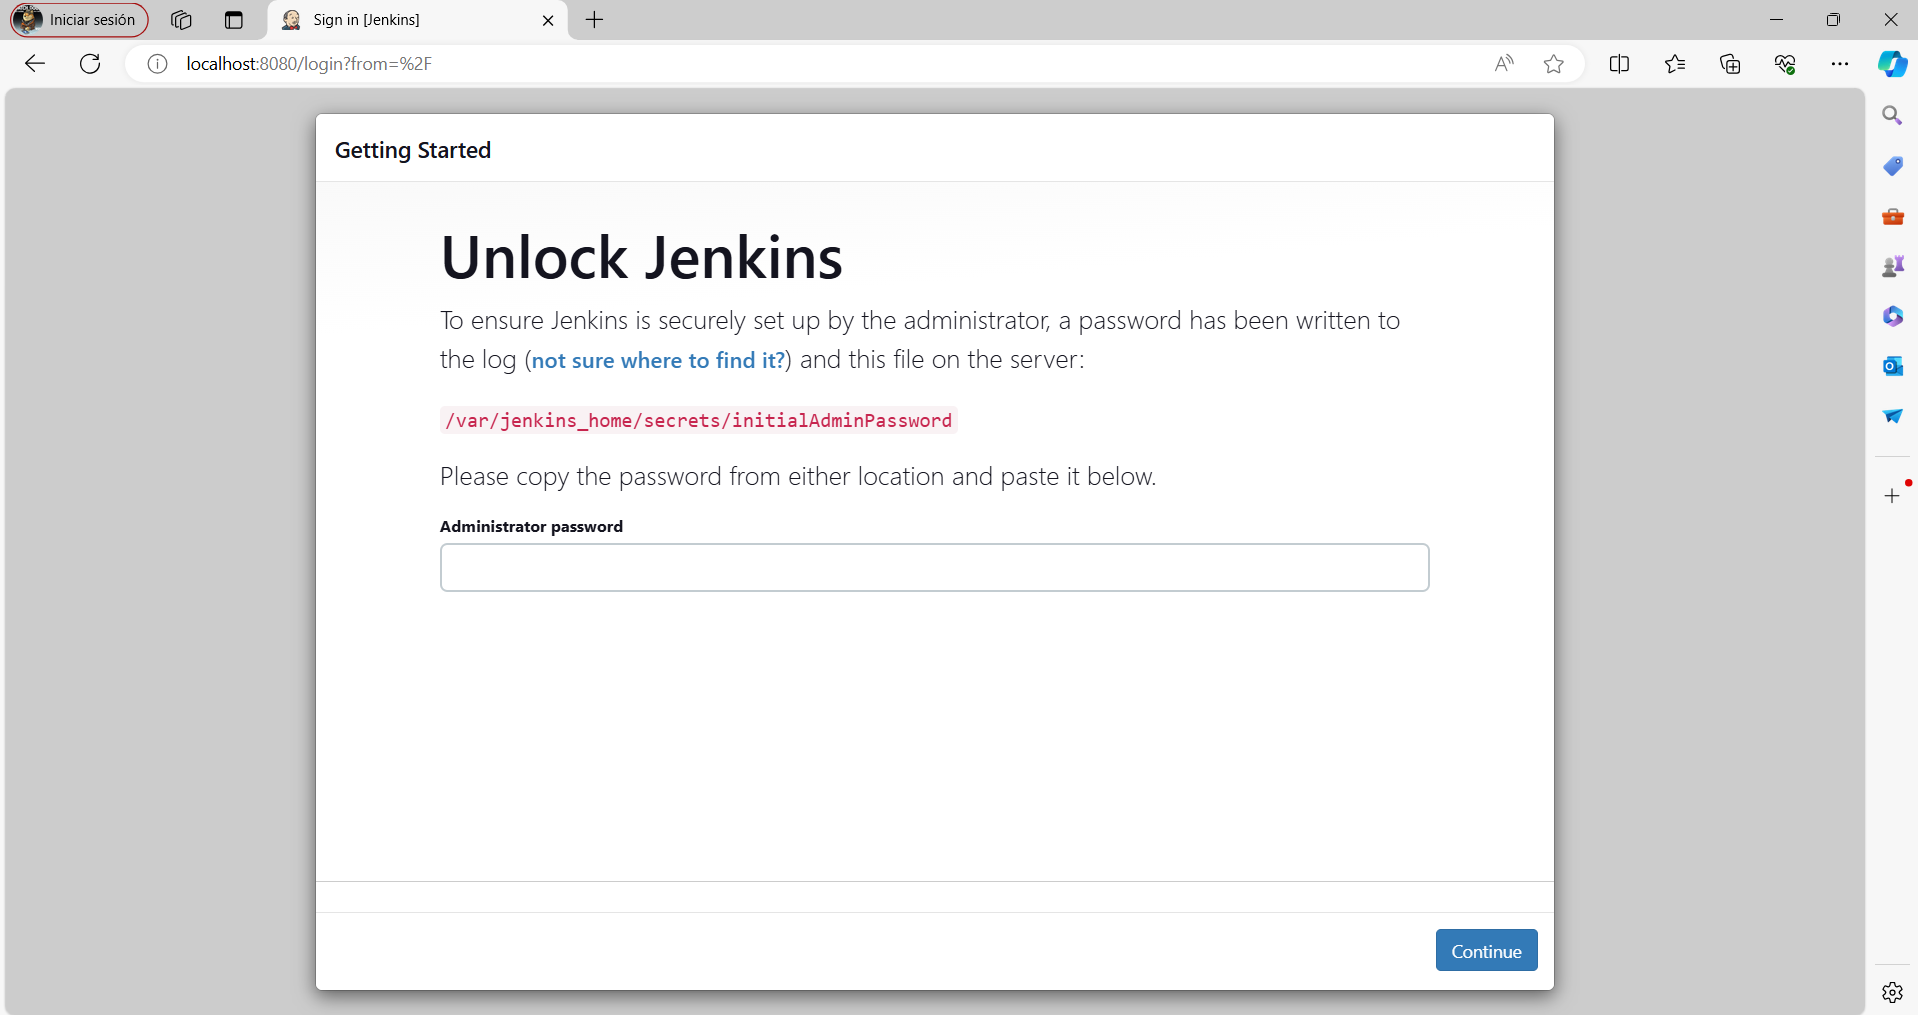 Iniciar sesión
Sign in [Jenkins]
localhost:8080/login?from=%2F
Getting Started
Unlock Jenkins
To ensure Jenkins is securely set up by the administrator, a password has been written to
the log (not sure where to find it?) and this file on the server:
/var/jenkins_home/secrets/initialAdminPassword
Please copy the password from either location and paste it below.
Administrator password
Continue